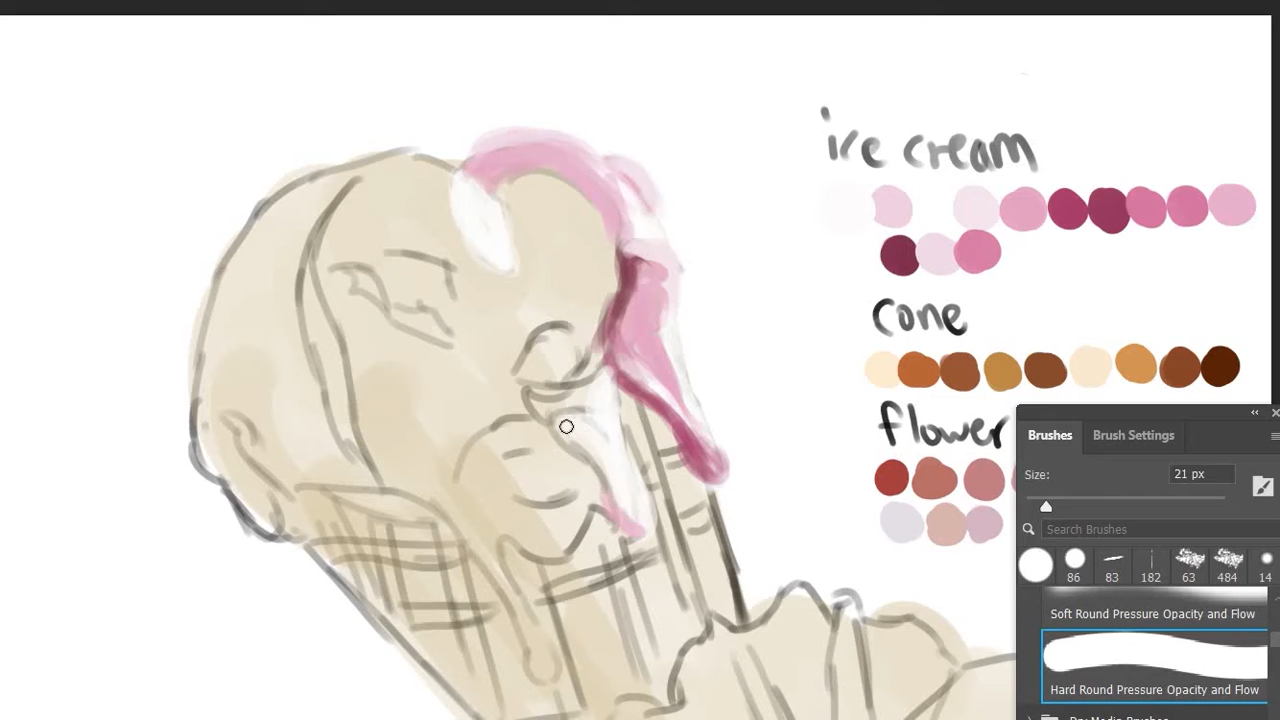 ice cream
cone
flower
Brushes
Brush Settings
Size:
21 px
Search Brushes
86
83
182
63
484
14
Soft Round Pressure Opacity and Flow
Hard Round Pressure Opacity and Flow